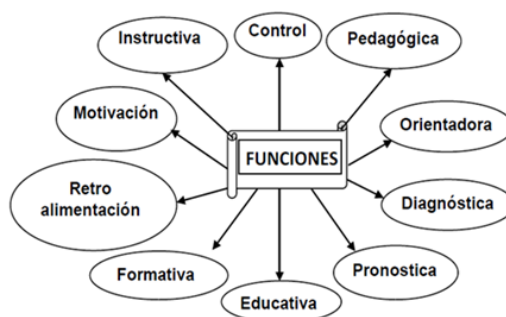 Instructiva
Control
Pedagógica
Motivación
Orientadora
FUNCIONES
Retro
alimentación
Diagnóstica
Formativa
Pronostica
Educativa